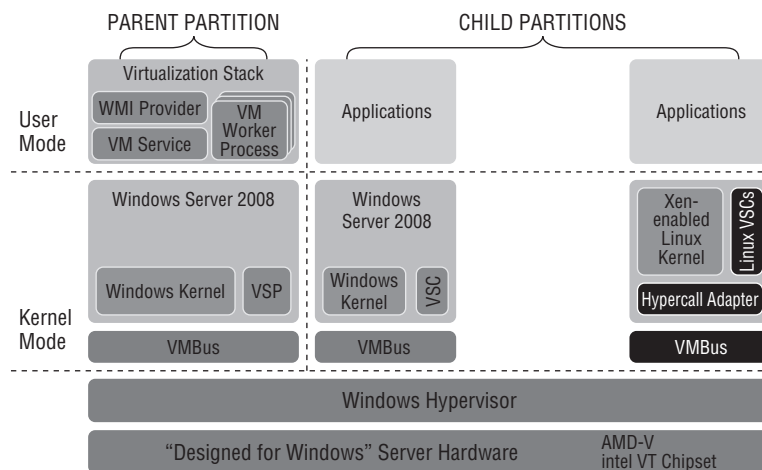 PARENT PARTITION
CHILD PARTITIONS
User
Mode
Virtualization Stack
WMI Provider
VM Service
VM
Worker
Process
Applications
Applications
Kernel
Mode
Windows Server 2008
Windows Kernel
VSP
Windows
Server 2008
Windows
Kernel
VSC
Xen-
enabled
Linux
Kernel
Linux VSCs
Hypercall Adapter
VMBus
VMBus
VMBus
Windows Hypervisor
“Designed for Windows” Server Hardware
AMD-V
intel VT Chipset